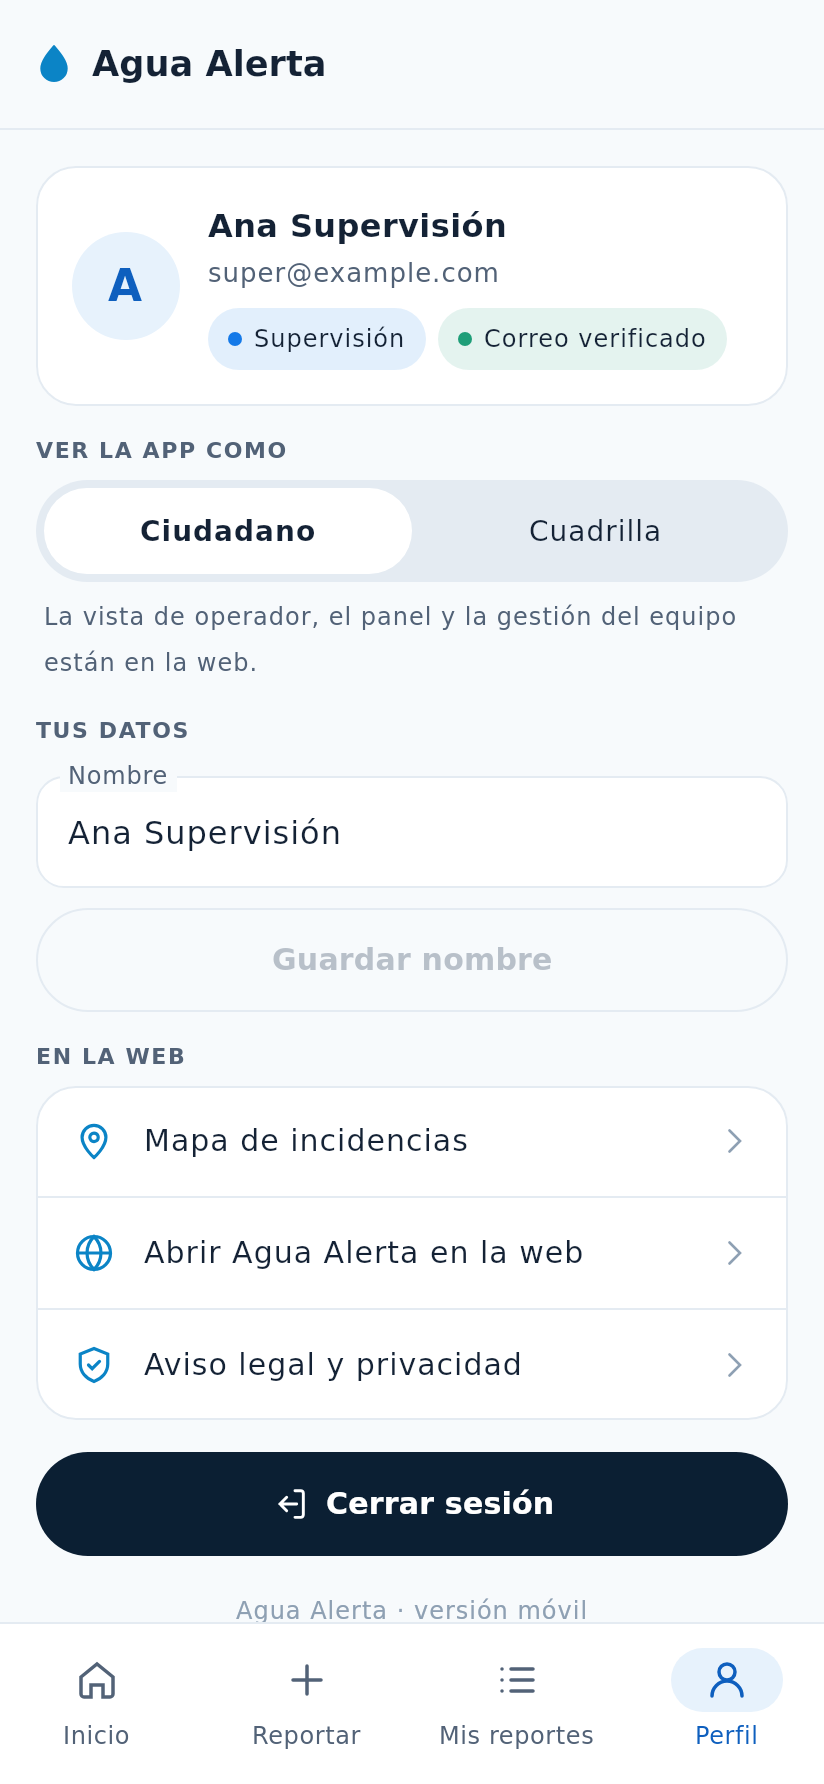 Agua Alerta
A
Ana Supervisión
super@example.com
Supervisión
Correo verificado
VER LA APP COMO
Ciudadano
Cuadrilla
La vista de operador, el panel y la gestión del equipo
están en la web.
TUS DATOS
Nombre
Ana Supervisión
Guardar nombre
EN LA WEB
Mapa de incidencias
Abrir Agua Alerta en la web
Aviso legal y privacidad
Cerrar sesión
Agua Alerta · versión móvil
Inicio
Reportar
Mis reportes
Perfil